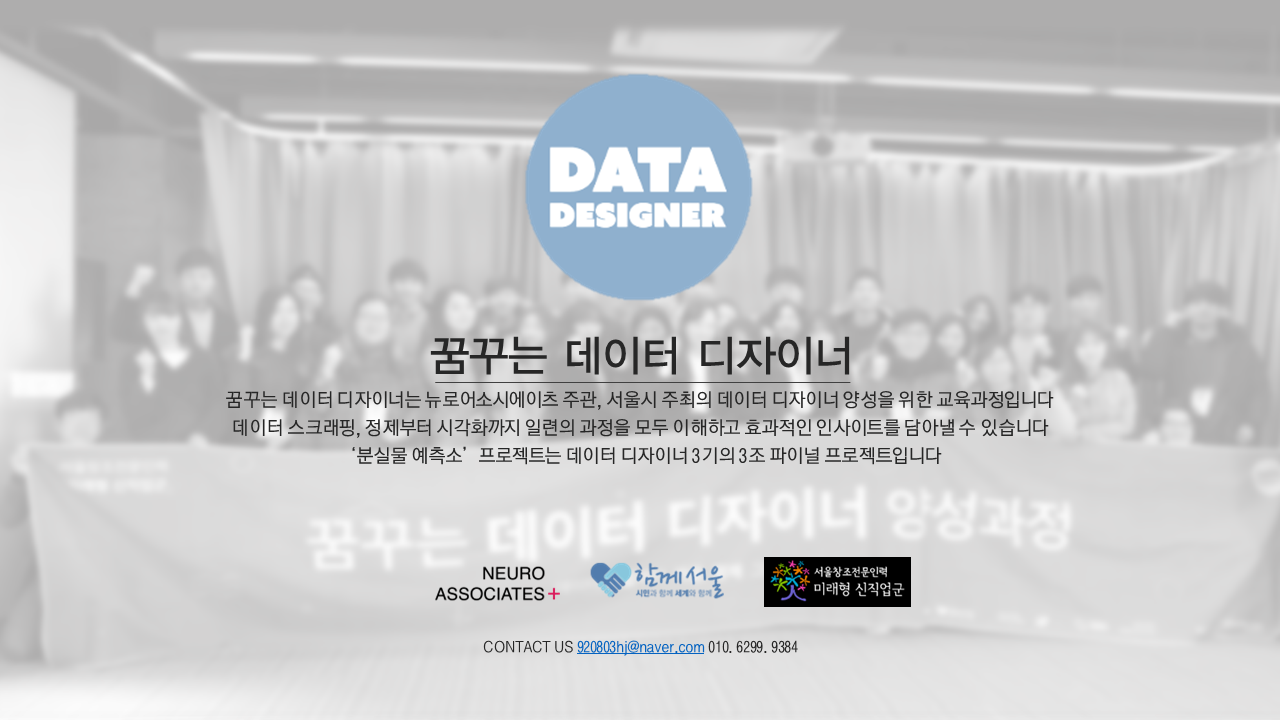 DATA
DESIGNER
꿈꾸는 데이터 디자이너
꿈꾸는 데이터 디자이너는 뉴로어소시에이츠 주관, 서울시 주최의 데이터 디자이너 양성을 위한 교육과정입니다
데이터 스크래핑, 정제부터 시각화까지 일련의 과정을 모두 이해하고 효과적인 인사이트를 담아낼 수 있습니다
‘분실물 예측소’ 프로젝트는 데이터 디자이너 3기의 3조 파이널 프로젝트입니다
꿈꾸는 데이터 디자이너 양성과정
NEURO
ASSOCIATES+
함께서울
시민과 함께 세계와 함께
서울창조전문인력
미래형 신직업군
CONTACT US 920803hj@naver.com 010. 6299. 9384